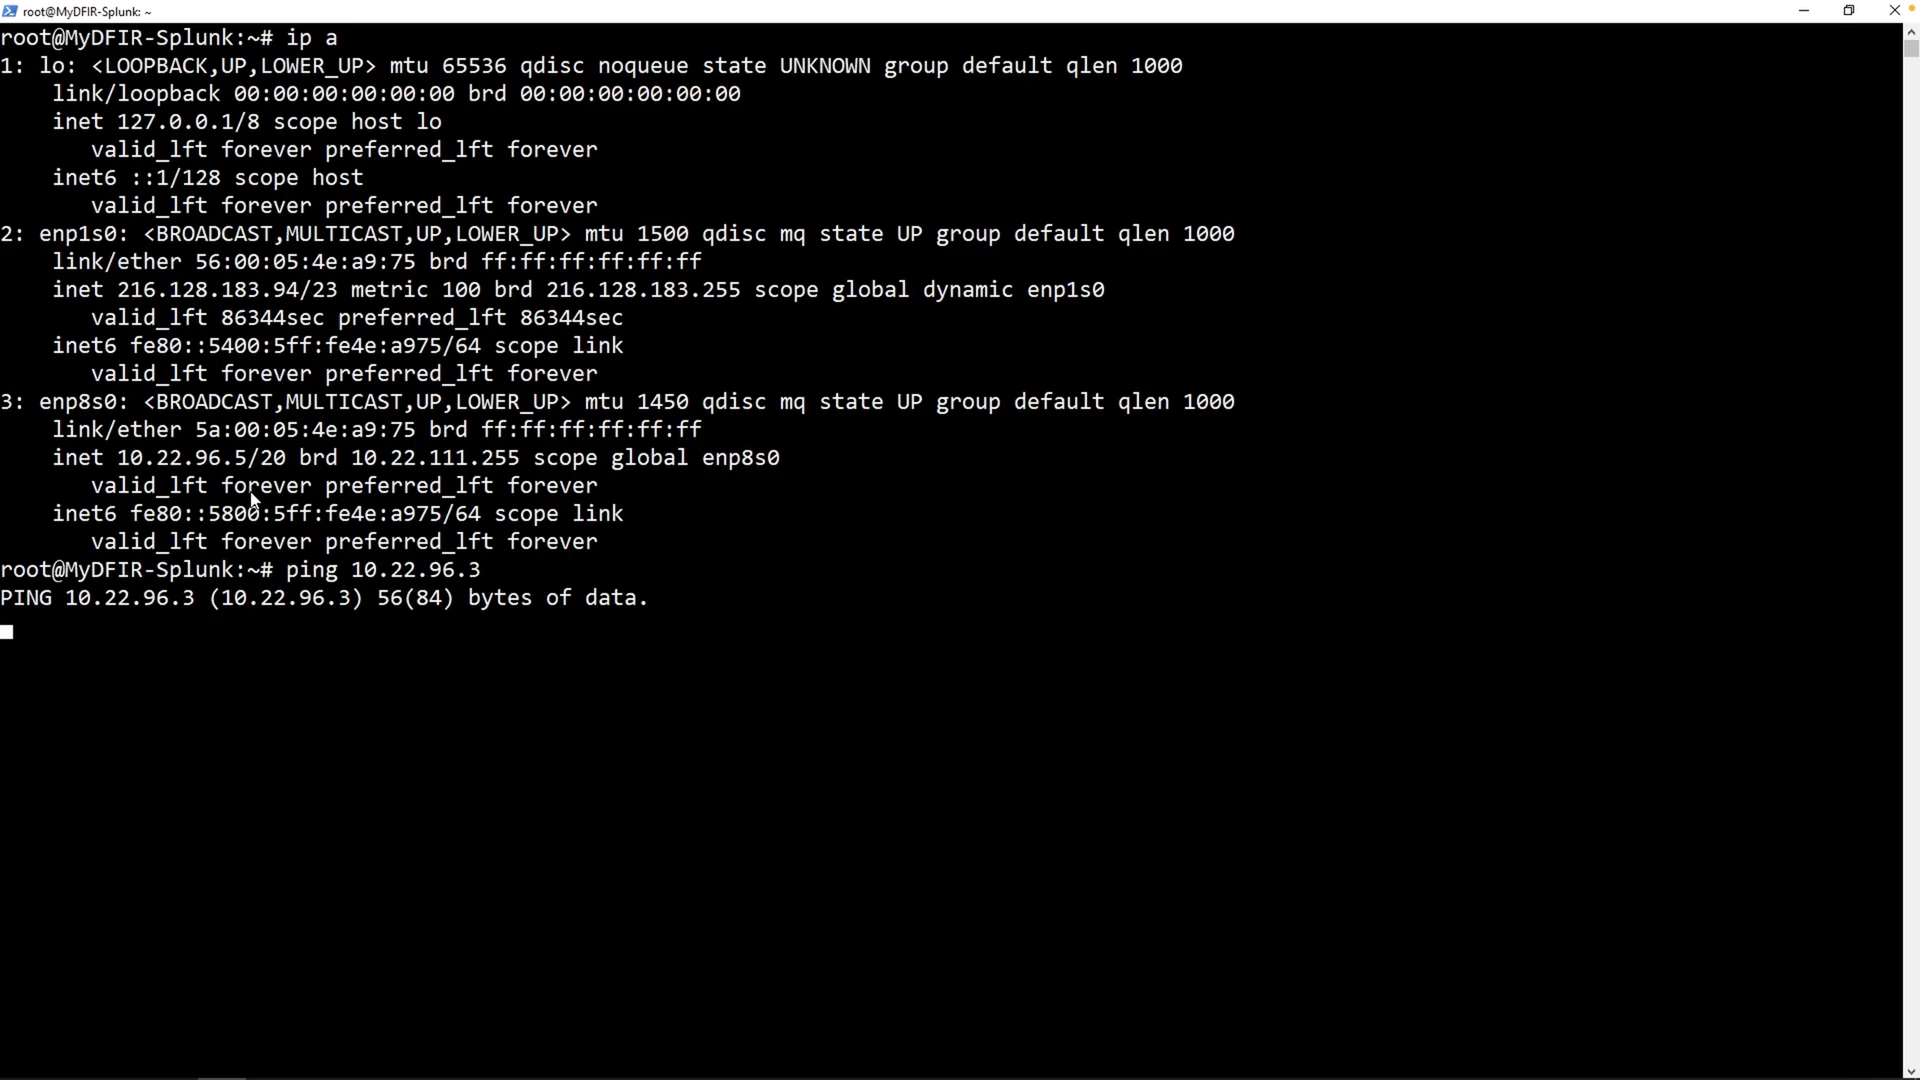 root@MyDFIR-Splunk: ~
root@MyDFIR-Splunk:~# ip a
1: lo: <LOOPBACK,UP,LOWER_UP> mtu 65536 qdisc noqueue state UNKNOWN group default qlen 1000
    link/loopback 00:00:00:00:00:00 brd 00:00:00:00:00:00
    inet 127.0.0.1/8 scope host lo
       valid_lft forever preferred_lft forever
    inet6 ::1/128 scope host
       valid_lft forever preferred_lft forever
2: enp1s0: <BROADCAST,MULTICAST,UP,LOWER_UP> mtu 1500 qdisc mq state UP group default qlen 1000
    link/ether 56:00:05:4e:a9:75 brd ff:ff:ff:ff:ff:ff
    inet 216.128.183.94/23 metric 100 brd 216.128.183.255 scope global dynamic enp1s0
       valid_lft 86344sec preferred_lft 86344sec
    inet6 fe80::5400:5ff:fe4e:a975/64 scope link
       valid_lft forever preferred_lft forever
3: enp8s0: <BROADCAST,MULTICAST,UP,LOWER_UP> mtu 1450 qdisc mq state UP group default qlen 1000
    link/ether 5a:00:05:4e:a9:75 brd ff:ff:ff:ff:ff:ff
    inet 10.22.96.5/20 brd 10.22.111.255 scope global enp8s0
       valid_lft forever preferred_lft forever
    inet6 fe80::5800:5ff:fe4e:a975/64 scope link
       valid_lft forever preferred_lft forever
root@MyDFIR-Splunk:~# ping 10.22.96.3
PING 10.22.96.3 (10.22.96.3) 56(84) bytes of data.